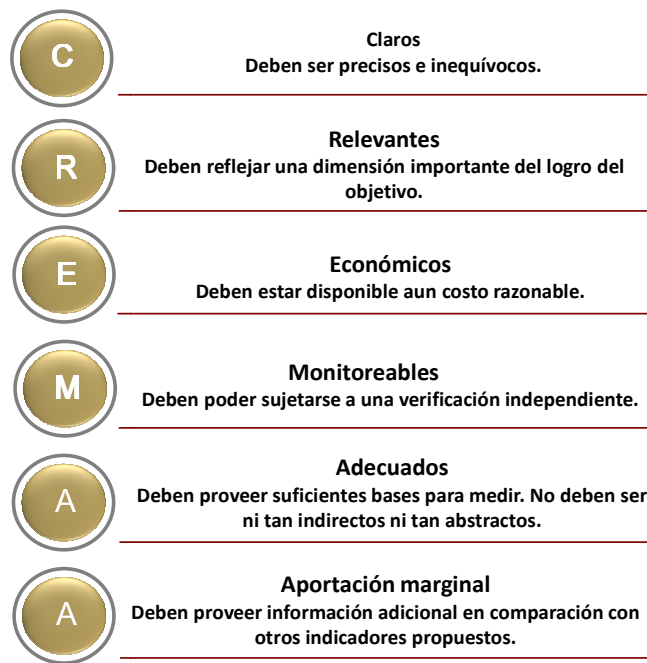 C
Claros
Deben ser precisos e inequívocos.
R
Relevantes
Deben reflejar una dimensión importante del logro del
objetivo.
E
Económicos
Deben estar disponible aun costo razonable.
M
Monitoreables
Deben poder sujetarse a una verificación independiente.
A
Adecuados
Deben proveer suficientes bases para medir. No deben ser
ni tan indirectos ni tan abstractos.
A
Aportación marginal
Deben proveer información adicional en comparación con
otros indicadores propuestos.